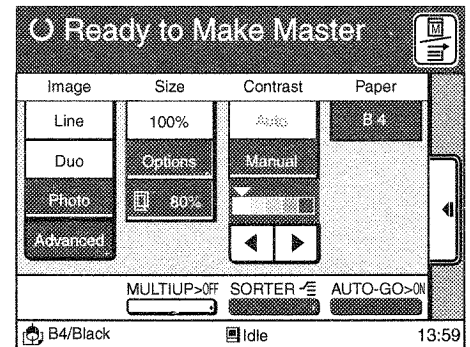 Ready to Make Master
M
Image Size Contrast Paper
Line 100% Auto B4
Duo Options Manual
Photo 80%
Advanced
MULTIUP>OFF SORTER AUTO-GO>ON
B4/Black Idle 13:59